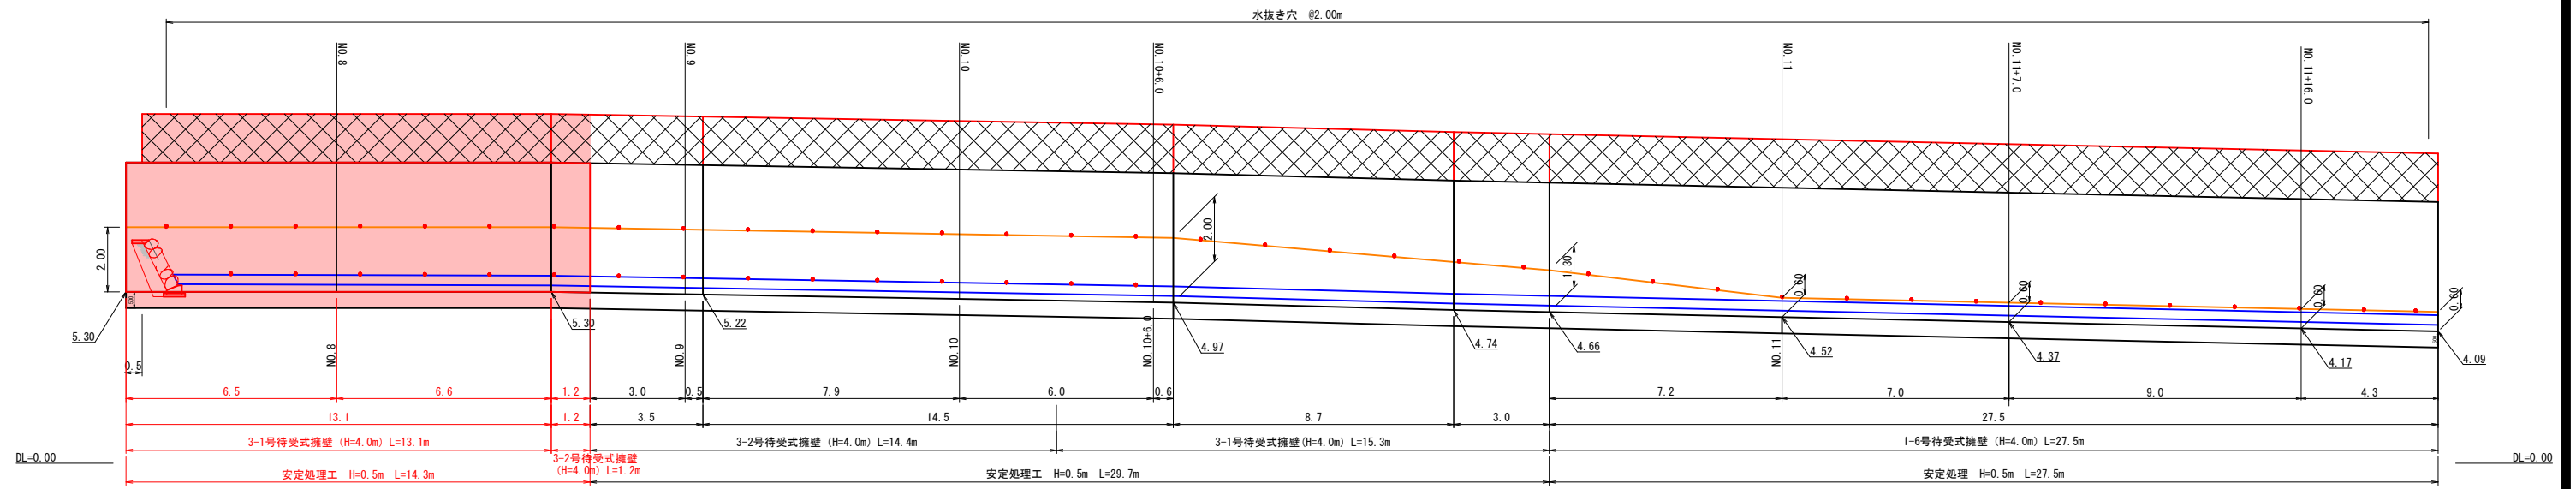 水抜き穴 @2.00m
NO.8
NO.9
NO.10
NO.10+6.0
NO.11
NO.11+7.0
NO.11+16.0
2.00
2.00
1.30
0.60
0.60
0.60
0.60
500
500
5.30
5.30
5.22
4.97
4.74
4.66
4.52
4.37
4.17
4.09
NO.8
NO.9
NO.10
NO.10+9.0
NO.11
0.5
6.5
6.6
1.2
3.0
0.5
7.9
6.0
0.6
7.2
7.0
9.0
4.3
13.1
1.2
3.5
14.5
8.7
3.0
27.5
3-1号待受式擁壁 (H=4.0m) L=13.1m
3-2号待受式擁壁 (H=4.0m) L=14.4m
3-1号待受式擁壁(H=4.0m) L=15.3m
1-6号待受式擁壁 (H=4.0m) L=27.5m
DL=0.00
3-2号待受式擁壁
(H=4.0m) L=1.2m
DL=0.00
安定処理工 H=0.5m L=14.3m
安定処理工 H=0.5m L=29.7m
安定処理 H=0.5m L=27.5m